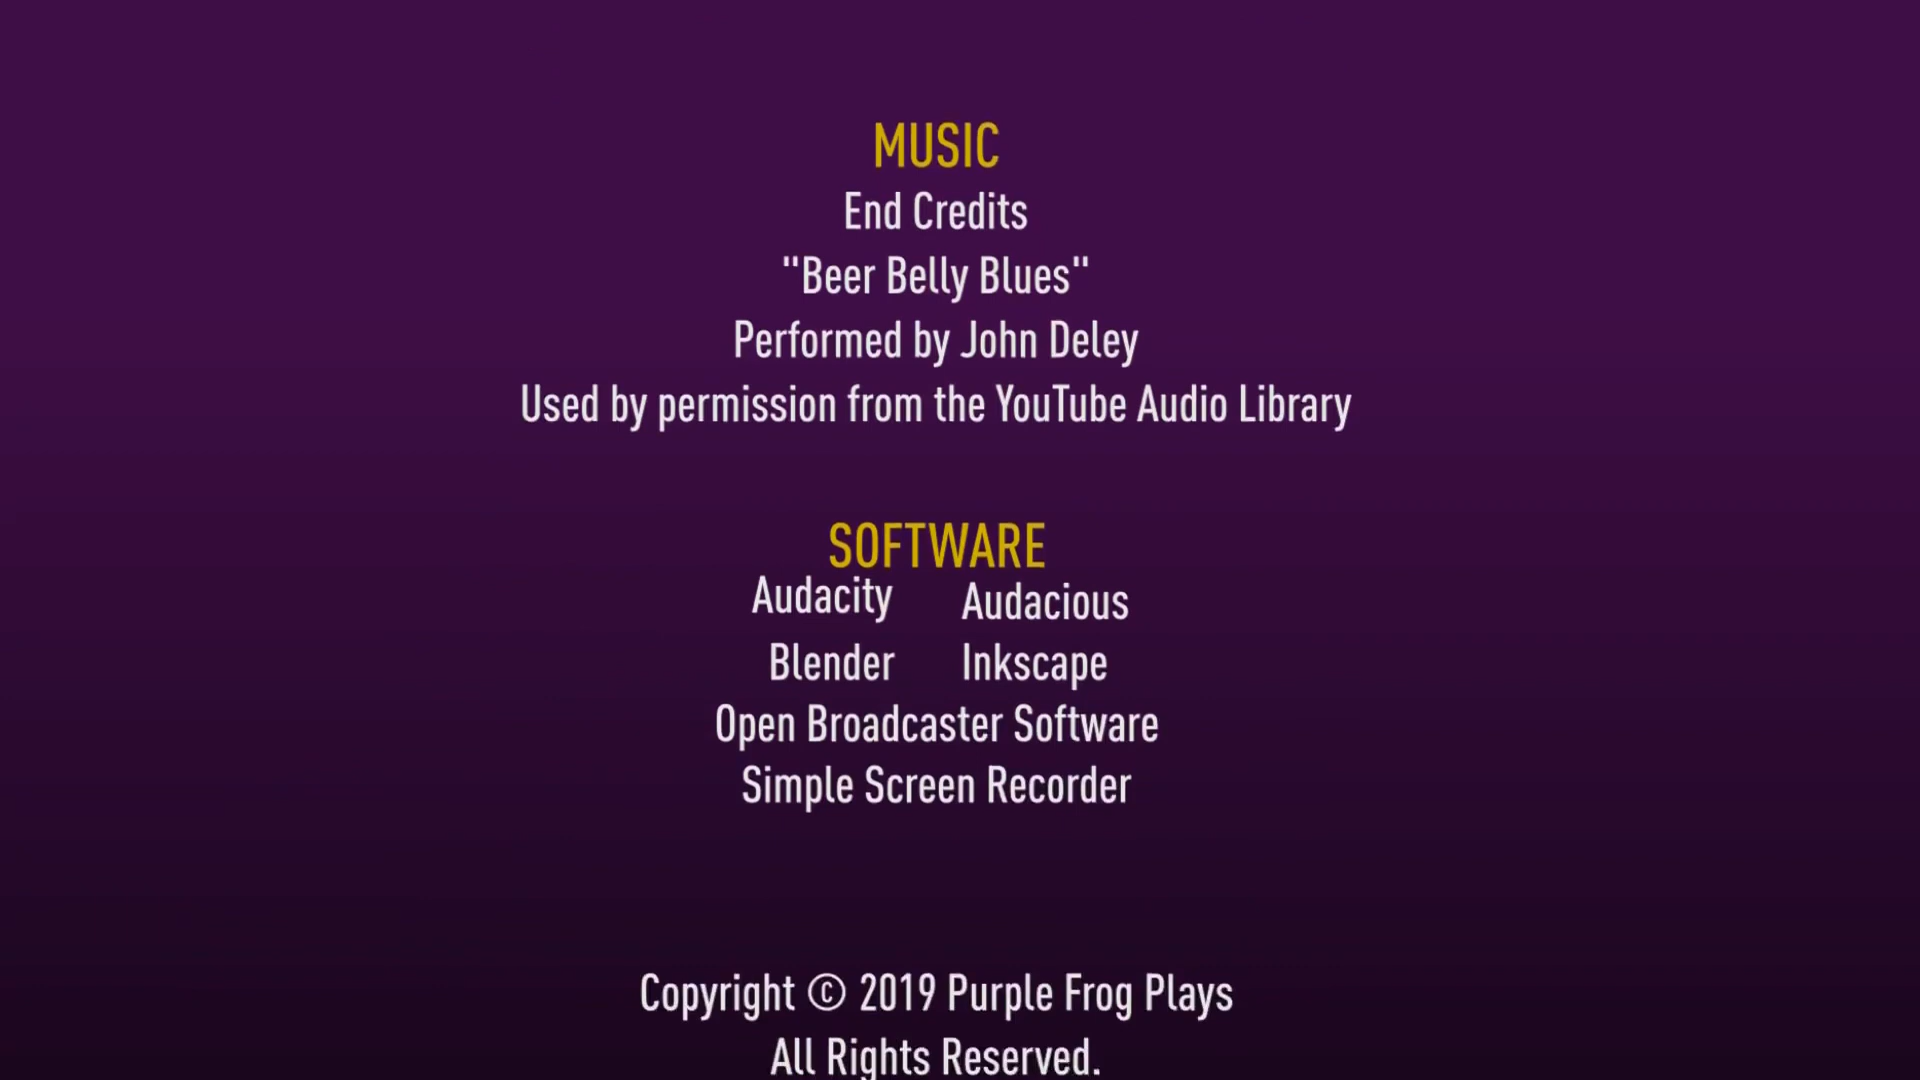 MUSIC
End Credits
"Beer Belly Blues"
Performed by John Deley
Used by permission from the YouTube Audio Library
SOFTWARE
Audacity Audacious
Blender Inkscape
Open Broadcaster Software
Simple Screen Recorder
Copyright © 2019 Purple Frog Plays
All Rights Reserved.